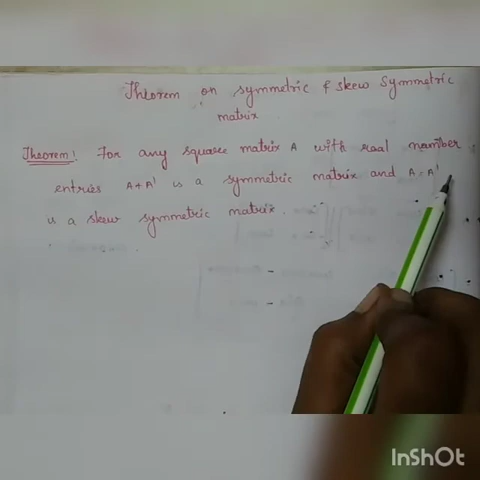 Theorem on symmetric & skew Symmetric
matrix
Theorem: For any square matrix A with real number
entries A+A' is a symmetric matrix and A-A'
is a skew symmetric matrix.
InShOt